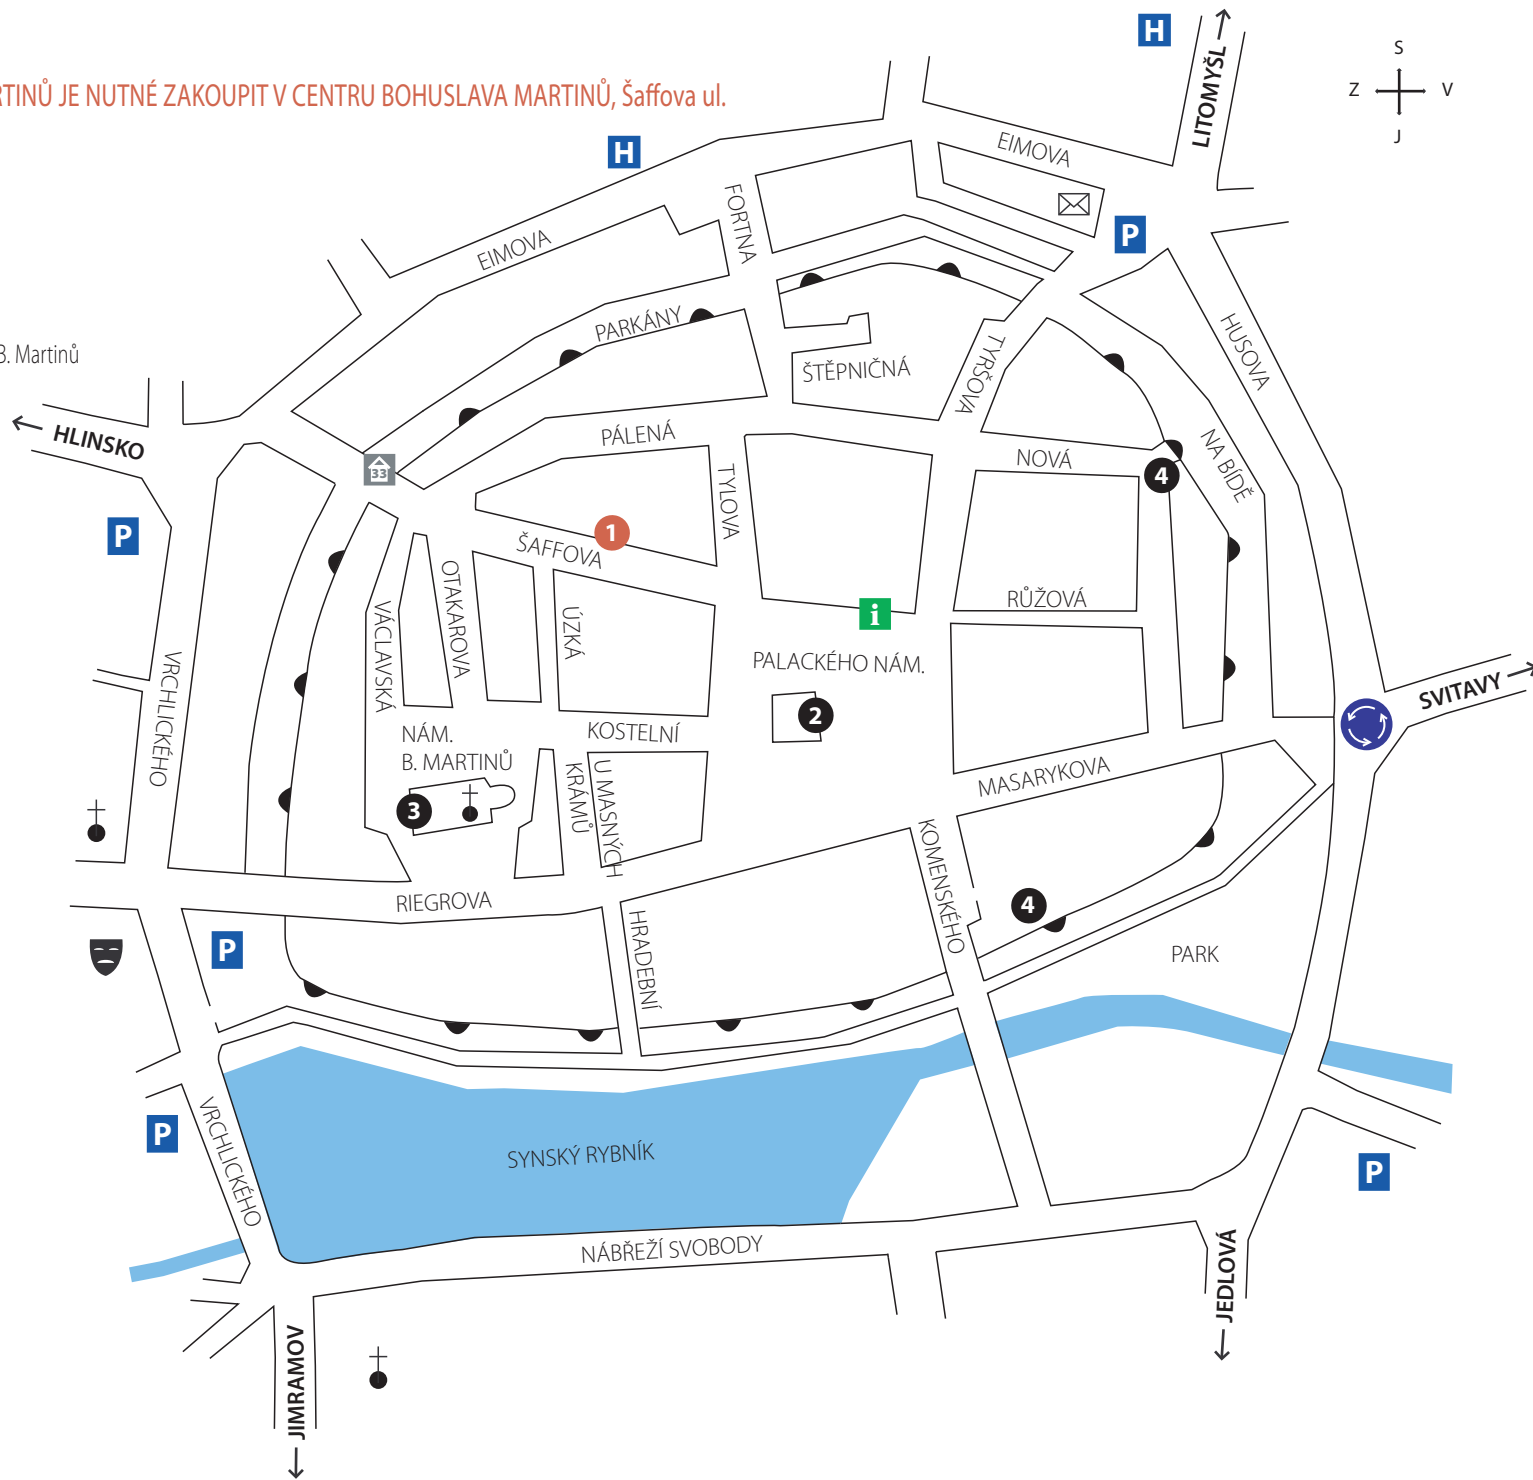 H
LITOMYŠL
S
Z
V
J
RTINŮ JE NUTNÉ ZAKOUPIT V CENTRU BOHUSLAVA MARTINŮ, Šaffova ul.
H
EIMOVA
P
EIMOVA
FORTNA
PARKÁNY
B. Martinů
ŠTĚPNIČNÁ
TYRŠOVA
HUSOVA
HLINSKO
PÁLENÁ
NOVÁ
NA BÍDĚ
33
4
TYLOVA
P
1
ŠAFFOVA
OTAKAROVA
VÁCLAVSKÁ
ÚZKÁ
i
RŮŽOVÁ
VRCHLICKÉHO
PALACKÉHO NÁM.
SVITAVY
2
NÁM.
B. MARTINŮ
KOSTELNÍ
MASARYKOVA
3
U MASNÝCH
KRÁMŮ
KOMENSKÉHO
RIEGROVA
4
HRADEBNÍ
P
PARK
P
VRCHLICKÉHO
SYNSKÝ RYBNÍK
P
NÁBŘEŽÍ SVOBODY
JEDLOVÁ
JIMRAMOV